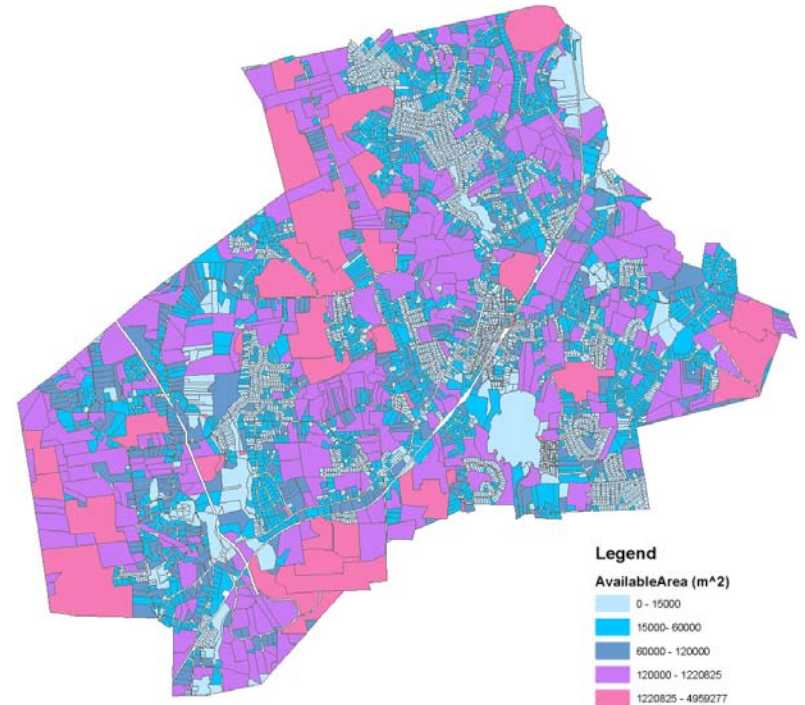 Legend
AvailableArea (m^2)
0 - 15000
15000- 60000
60000 - 120000
120000 - 1220825
1220825 - 4959277